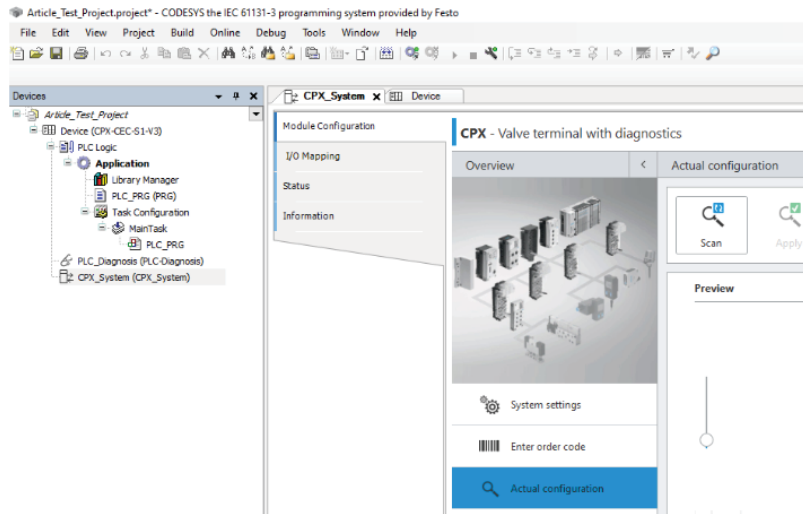 Article_Test_Project.project* - CODESYS the IEC 61131-3 programming system provided by Festo
File Edit View Project Build Online Debug Tools Window Help
Devices
Article_Test_Project
Device (CPX-CEC-S1-V3)
PLC Logic
Application
Library Manager
PLC_PRG (PRG)
Task Configuration
MainTask
PLC_PRG
PLC_Diagnosis (PLC-Diagnosis)
CPX_System (CPX_System)
CPX_System Device
Module Configuration
I/O Mapping
Status
Information
CPX - Valve terminal with diagnostics
Overview
System settings
Enter order code
Actual configuration
Actual configuration
Scan Apply
Preview